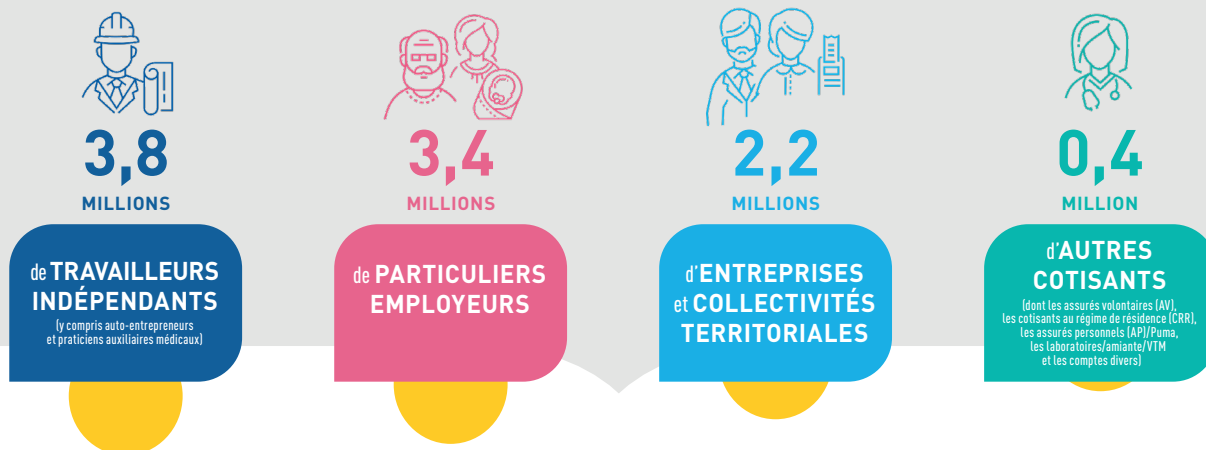 3,8
MILLIONS
de TRAVAILLEURS
INDÉPENDANTS
(y compris auto-entrepreneurs
et praticiens auxiliaires médicaux)
3,4
MILLIONS
de PARTICULIERS
EMPLOYEURS
2,2
MILLIONS
d'ENTREPRISES
et COLLECTIVITÉS
TERRITORIALES
0,4
MILLION
d'AUTRES
COTISANTS
(dont les assurés volontaires (AV),
les cotisants au régime de résidence (CRR),
les assurés personnels (AP)/Puma,
les laboratoires/amiante/VTM
et les comptes divers)